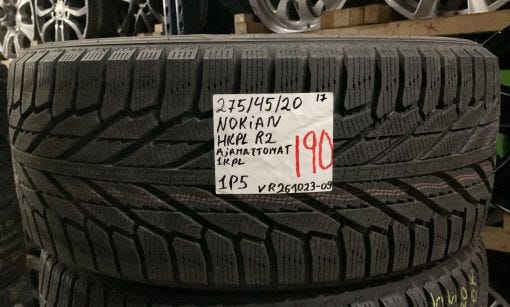 275/45/20 17
NOKiAN
HKPL R2
AJAMATTOMAT
1KPL
190
1P5 VR261023-09